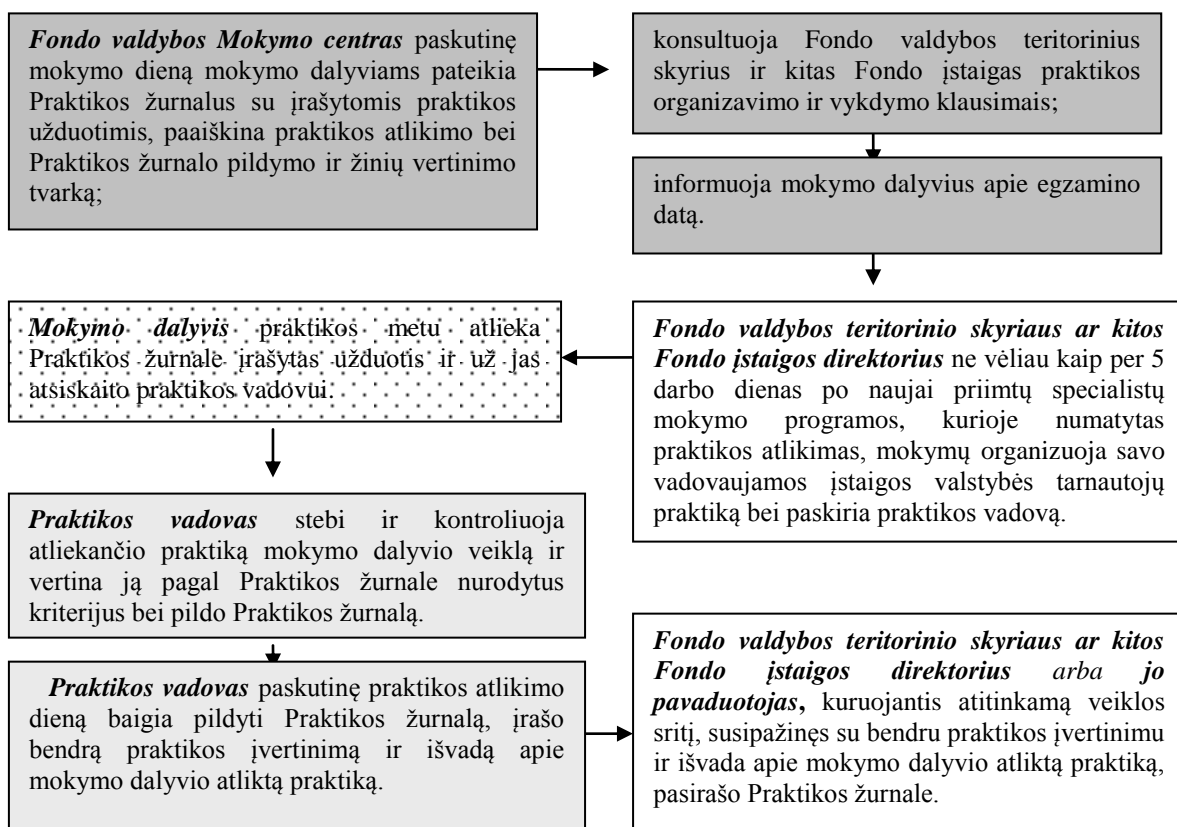 Fondo valdybos Mokymo centras paskutinę
mokymo dieną mokymo dalyviams pateikia
Praktikos žurnalus su įrašytomis praktikos
užduotimis, paaiškina praktikos atlikimo bei
Praktikos žurnalo pildymo ir žinių vertinimo
tvarką;
konsultuoja Fondo valdybos teritorinius
skyrius ir kitas Fondo įstaigas praktikos
organizavimo ir vykdymo klausimais;
informuoja mokymo dalyvius apie egzamino
datą.
Fondo valdybos teritorinio skyriaus ar kitos
Fondo įstaigos direktorius ne vėliau kaip per 5
darbo dienas po naujai priimtų specialistų
mokymo programos, kurioje numatytas
praktikos atlikimas, mokymų organizuoja savo
vadovaujamos įstaigos valstybės tarnautojų
praktiką bei paskiria praktikos vadovą.
Mokymo dalyvis praktikos metu atlieka
Praktikos žurnale įrašytas užduotis ir už jas
atsiskaito praktikos vadovui.
Praktikos vadovas stebi ir kontroliuoja
atliekančio praktiką mokymo dalyvio veiklą ir
vertina ją pagal Praktikos žurnale nurodytus
kriterijus bei pildo Praktikos žurnalą.
Praktikos vadovas paskutinę praktikos atlikimo
dieną baigia pildyti Praktikos žurnalą, įrašo
bendrą praktikos įvertinimą ir išvadą apie
mokymo dalyvio atliktą praktiką.
Fondo valdybos teritorinio skyriaus ar kitos
Fondo įstaigos direktorius arba jo
pavaduotojas, kuruojantis atitinkamą veiklos
sritį, susipažinęs su bendru praktikos įvertinimu
ir išvada apie mokymo dalyvio atliktą praktiką,
pasirašo Praktikos žurnale.